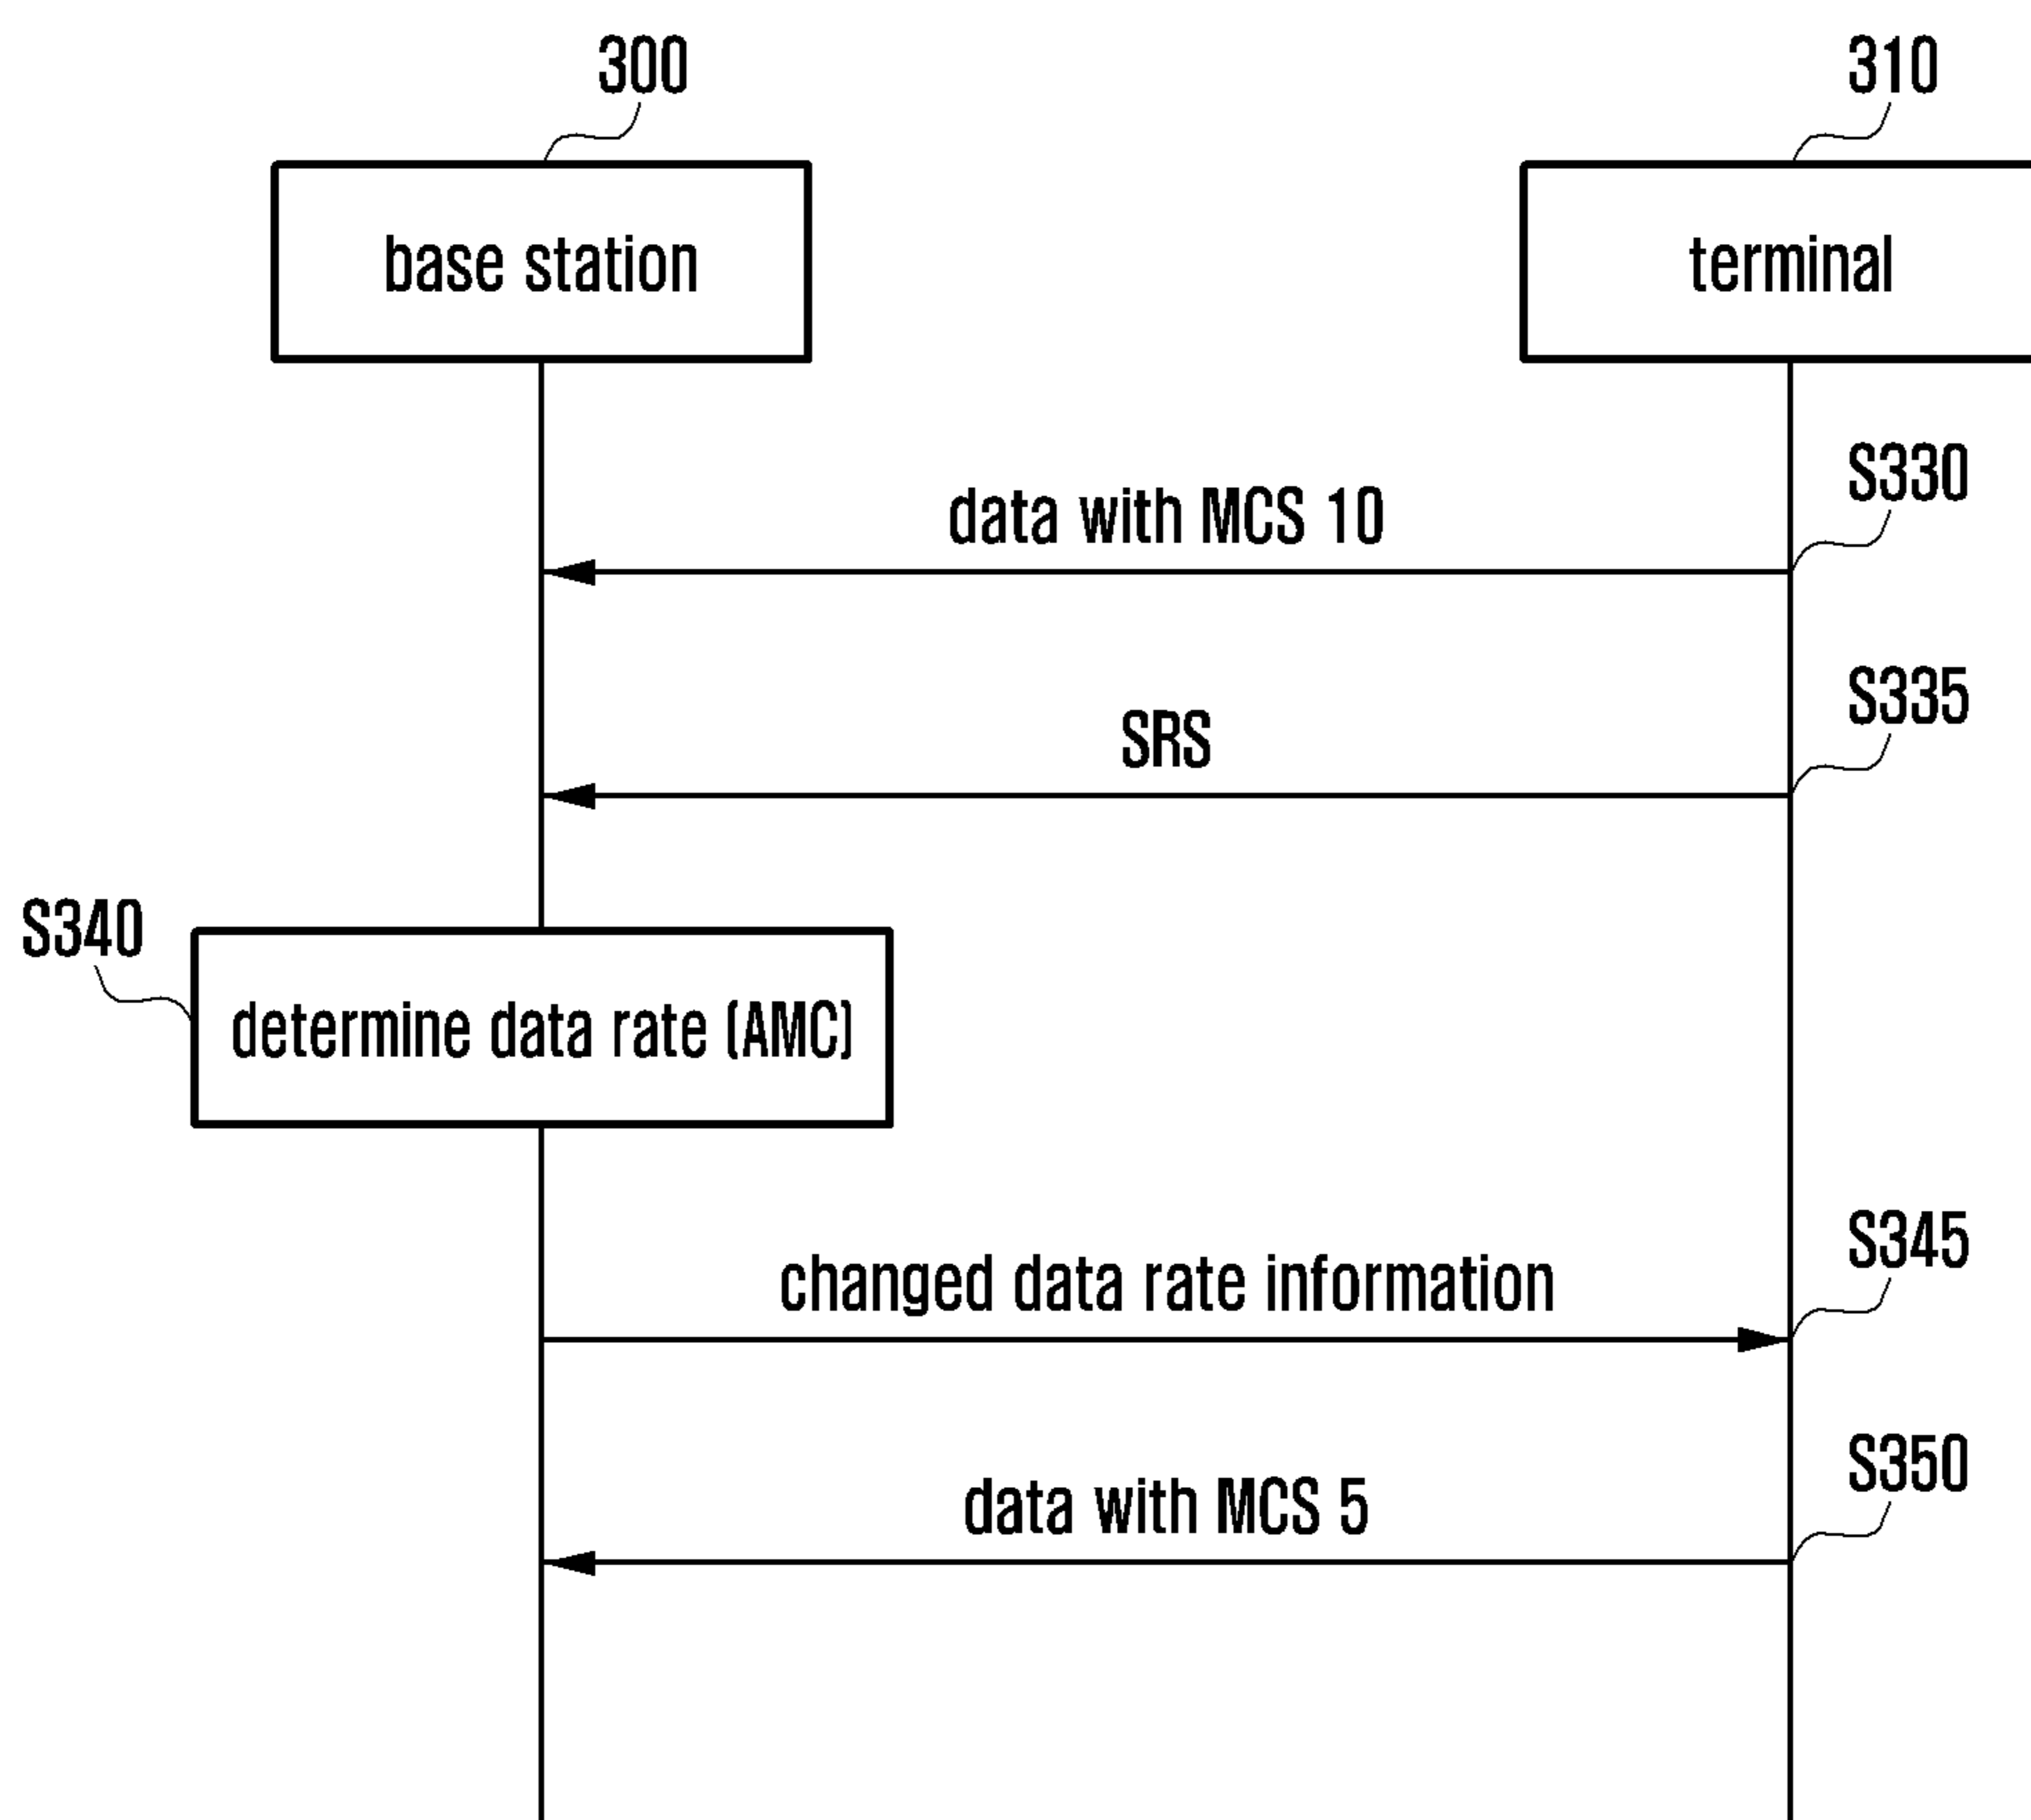 300
310
base station
terminal
S330
data with MCS 10
S335
SRS
S340
determine data rate (AMC)
S345
changed data rate information
S350
data with MCS 5